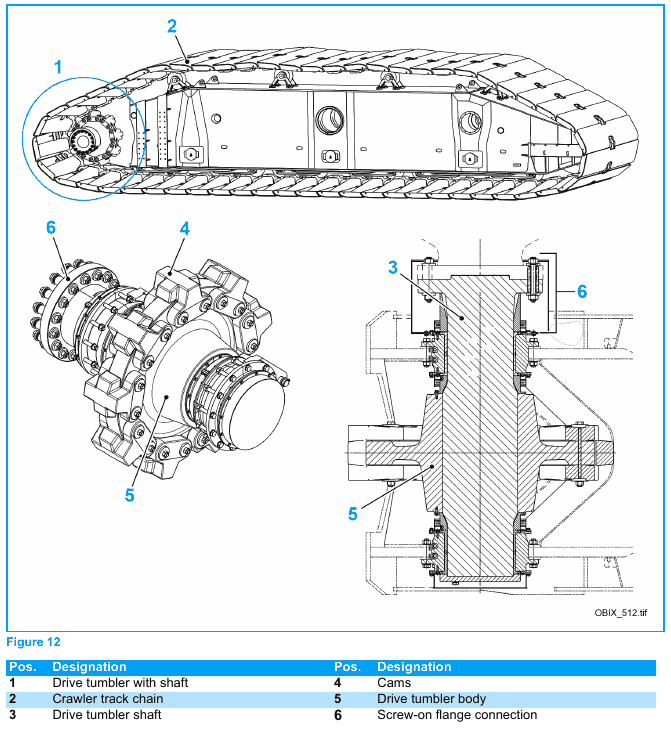 2
1
6
4
3
6
5
5
OBIX_512.tif
Figure 12
Pos. Designation Pos. Designation
1 Drive tumbler with shaft 4 Cams
2 Crawler track chain 5 Drive tumbler body
3 Drive tumbler shaft 6 Screw-on flange connection